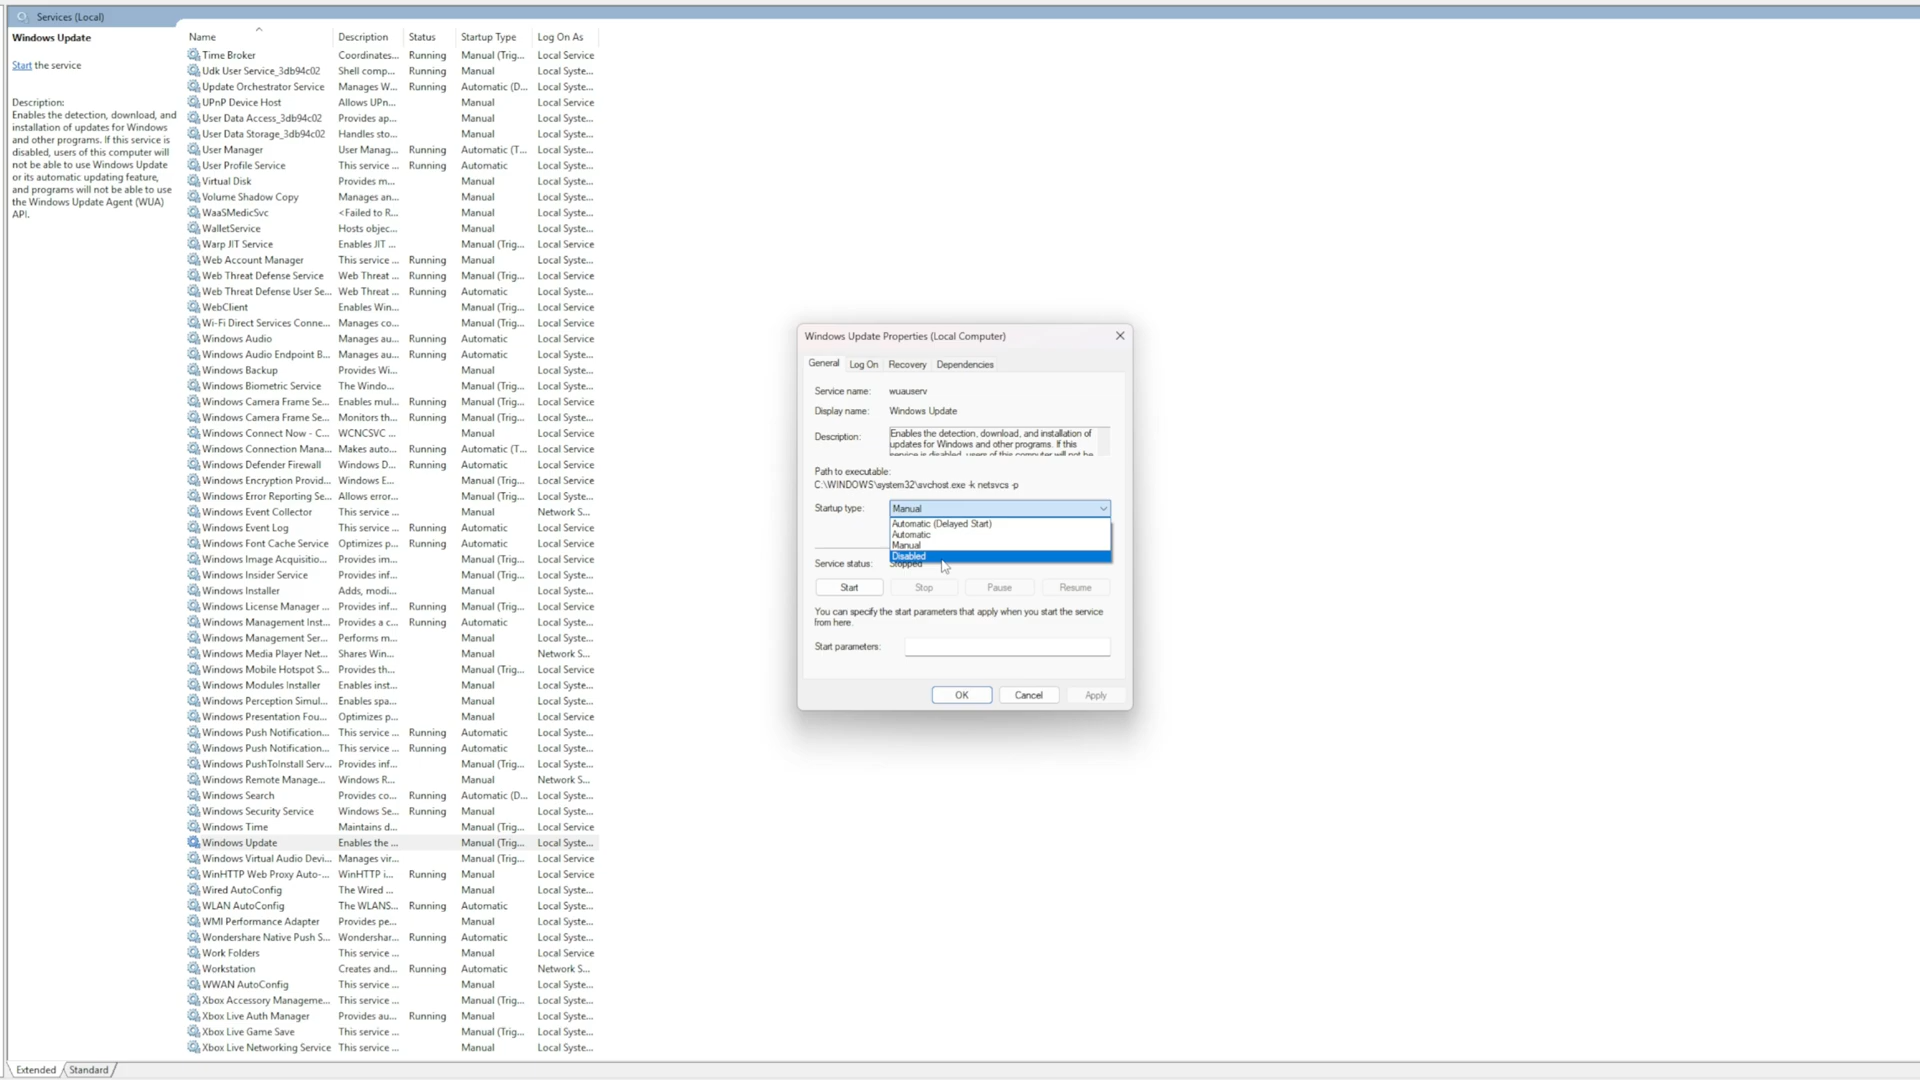 Services (Local)
Windows Update
Start the service
Description:
Enables the detection, download, and
installation of updates for Windows
and other programs. If this service is
disabled, users of this computer will
not be able to use Windows Update
or its automatic updating feature,
and programs will not be able to use
the Windows Update Agent (WUA)
API.
Name Description Status Startup Type Log On As
Time Broker Coordinates... Running Manual (Trig... Local Service
Udk User Service_3db94c02 Shell comp... Running Manual Local Syste...
Update Orchestrator Service Manages W... Running Automatic (D... Local Syste...
UPnP Device Host Allows UPn... Manual Local Service
User Data Access_3db94c02 Provides ap... Manual Local Syste...
User Data Storage_3db94c02 Handles sto... Manual Local Syste...
User Manager User Manag... Running Automatic (T... Local Syste...
User Profile Service This service ... Running Automatic Local Syste...
Virtual Disk Provides m... Manual Local Syste...
Volume Shadow Copy Manages an... Manual Local Syste...
WaaSMedicSvc <Failed to R... Manual Local Syste...
WalletService Hosts objec... Manual Local Syste...
Warp JIT Service Enables JIT ... Manual (Trig... Local Service
Web Account Manager This service ... Running Manual Local Syste...
Web Threat Defense Service Web Threat ... Running Manual (Trig... Local Service
Web Threat Defense User Se... Web Threat ... Running Automatic Local Syste...
WebClient Enables Win... Manual (Trig... Local Service
Wi-Fi Direct Services Conne... Manages co... Manual (Trig... Local Service
Windows Audio Manages au... Running Automatic Local Service
Windows Audio Endpoint B... Manages au... Running Automatic Local Syste...
Windows Backup Provides Wi... Manual Local Syste...
Windows Biometric Service The Windo... Manual (Trig... Local Syste...
Windows Camera Frame Se... Enables mul... Running Manual (Trig... Local Service
Windows Camera Frame Se... Monitors th... Running Manual (Trig... Local Syste...
Windows Connect Now - C... WCNCSVC ... Manual Local Service
Windows Connection Mana... Makes auto... Running Automatic (T... Local Service
Windows Defender Firewall Windows D... Running Automatic Local Service
Windows Encryption Provid... Windows E... Manual (Trig... Local Service
Windows Error Reporting Se... Allows error... Manual (Trig... Local Syste...
Windows Event Collector This service ... Manual Network S...
Windows Event Log This service ... Running Automatic Local Service
Windows Font Cache Service Optimizes p... Running Automatic Local Service
Windows Image Acquisitio... Provides im... Manual (Trig... Local Service
Windows Insider Service Provides inf... Manual (Trig... Local Syste...
Windows Installer Adds, modi... Manual Local Syste...
Windows License Manager ... Provides inf... Running Manual (Trig... Local Service
Windows Management Inst... Provides a c... Running Automatic Local Syste...
Windows Management Ser... Performs m... Manual Local Syste...
Windows Media Player Net... Shares Win... Manual Network S...
Windows Mobile Hotspot S... Provides th... Manual (Trig... Local Service
Windows Modules Installer Enables inst... Manual Local Syste...
Windows Perception Simul... Enables spa... Manual Local Syste...
Windows Presentation Fou... Optimizes p... Manual Local Service
Windows Push Notification... This service ... Running Automatic Local Syste...
Windows Push Notification... This service ... Running Automatic Local Syste...
Windows PushToInstall Serv... Provides inf... Manual (Trig... Local Syste...
Windows Remote Manage... Windows R... Manual Network S...
Windows Search Provides co... Running Automatic (D... Local Syste...
Windows Security Service Windows Se... Running Manual Local Syste...
Windows Time Maintains d... Manual (Trig... Local Service
Windows Update Enables the ... Manual (Trig... Local Syste...
Windows Virtual Audio Devi... Manages vir... Manual (Trig... Local Service
WinHTTP Web Proxy Auto-... WinHTTP i... Running Manual Local Service
Wired AutoConfig The Wired ... Manual Local Syste...
WLAN AutoConfig The WLANS... Running Automatic Local Syste...
WMI Performance Adapter Provides pe... Manual Local Syste...
Wondershare Native Push S... Wondershar... Running Automatic Local Syste...
Work Folders This service ... Manual Local Service
Workstation Creates and... Running Automatic Network S...
WWAN AutoConfig This service ... Manual Local Syste...
Xbox Accessory Manageme... This service ... Manual (Trig... Local Syste...
Xbox Live Auth Manager Provides au... Running Manual Local Syste...
Xbox Live Game Save This service ... Manual (Trig... Local Syste...
Xbox Live Networking Service This service ... Manual Local Syste...
Extended Standard
Windows Update Properties (Local Computer)
General Log On Recovery Dependencies
Service name: wuauserv
Display name: Windows Update
Description: Enables the detection, download, and installation of
updates for Windows and other programs. If this
service is disabled, users of this computer will not be
Path to executable:
C:\WINDOWS\system32\svchost.exe -k netsvcs -p
Startup type: Manual
Automatic (Delayed Start)
Automatic
Manual
Disabled
Service status: Stopped
Start Stop Pause Resume
You can specify the start parameters that apply when you start the service
from here.
Start parameters:
OK Cancel Apply